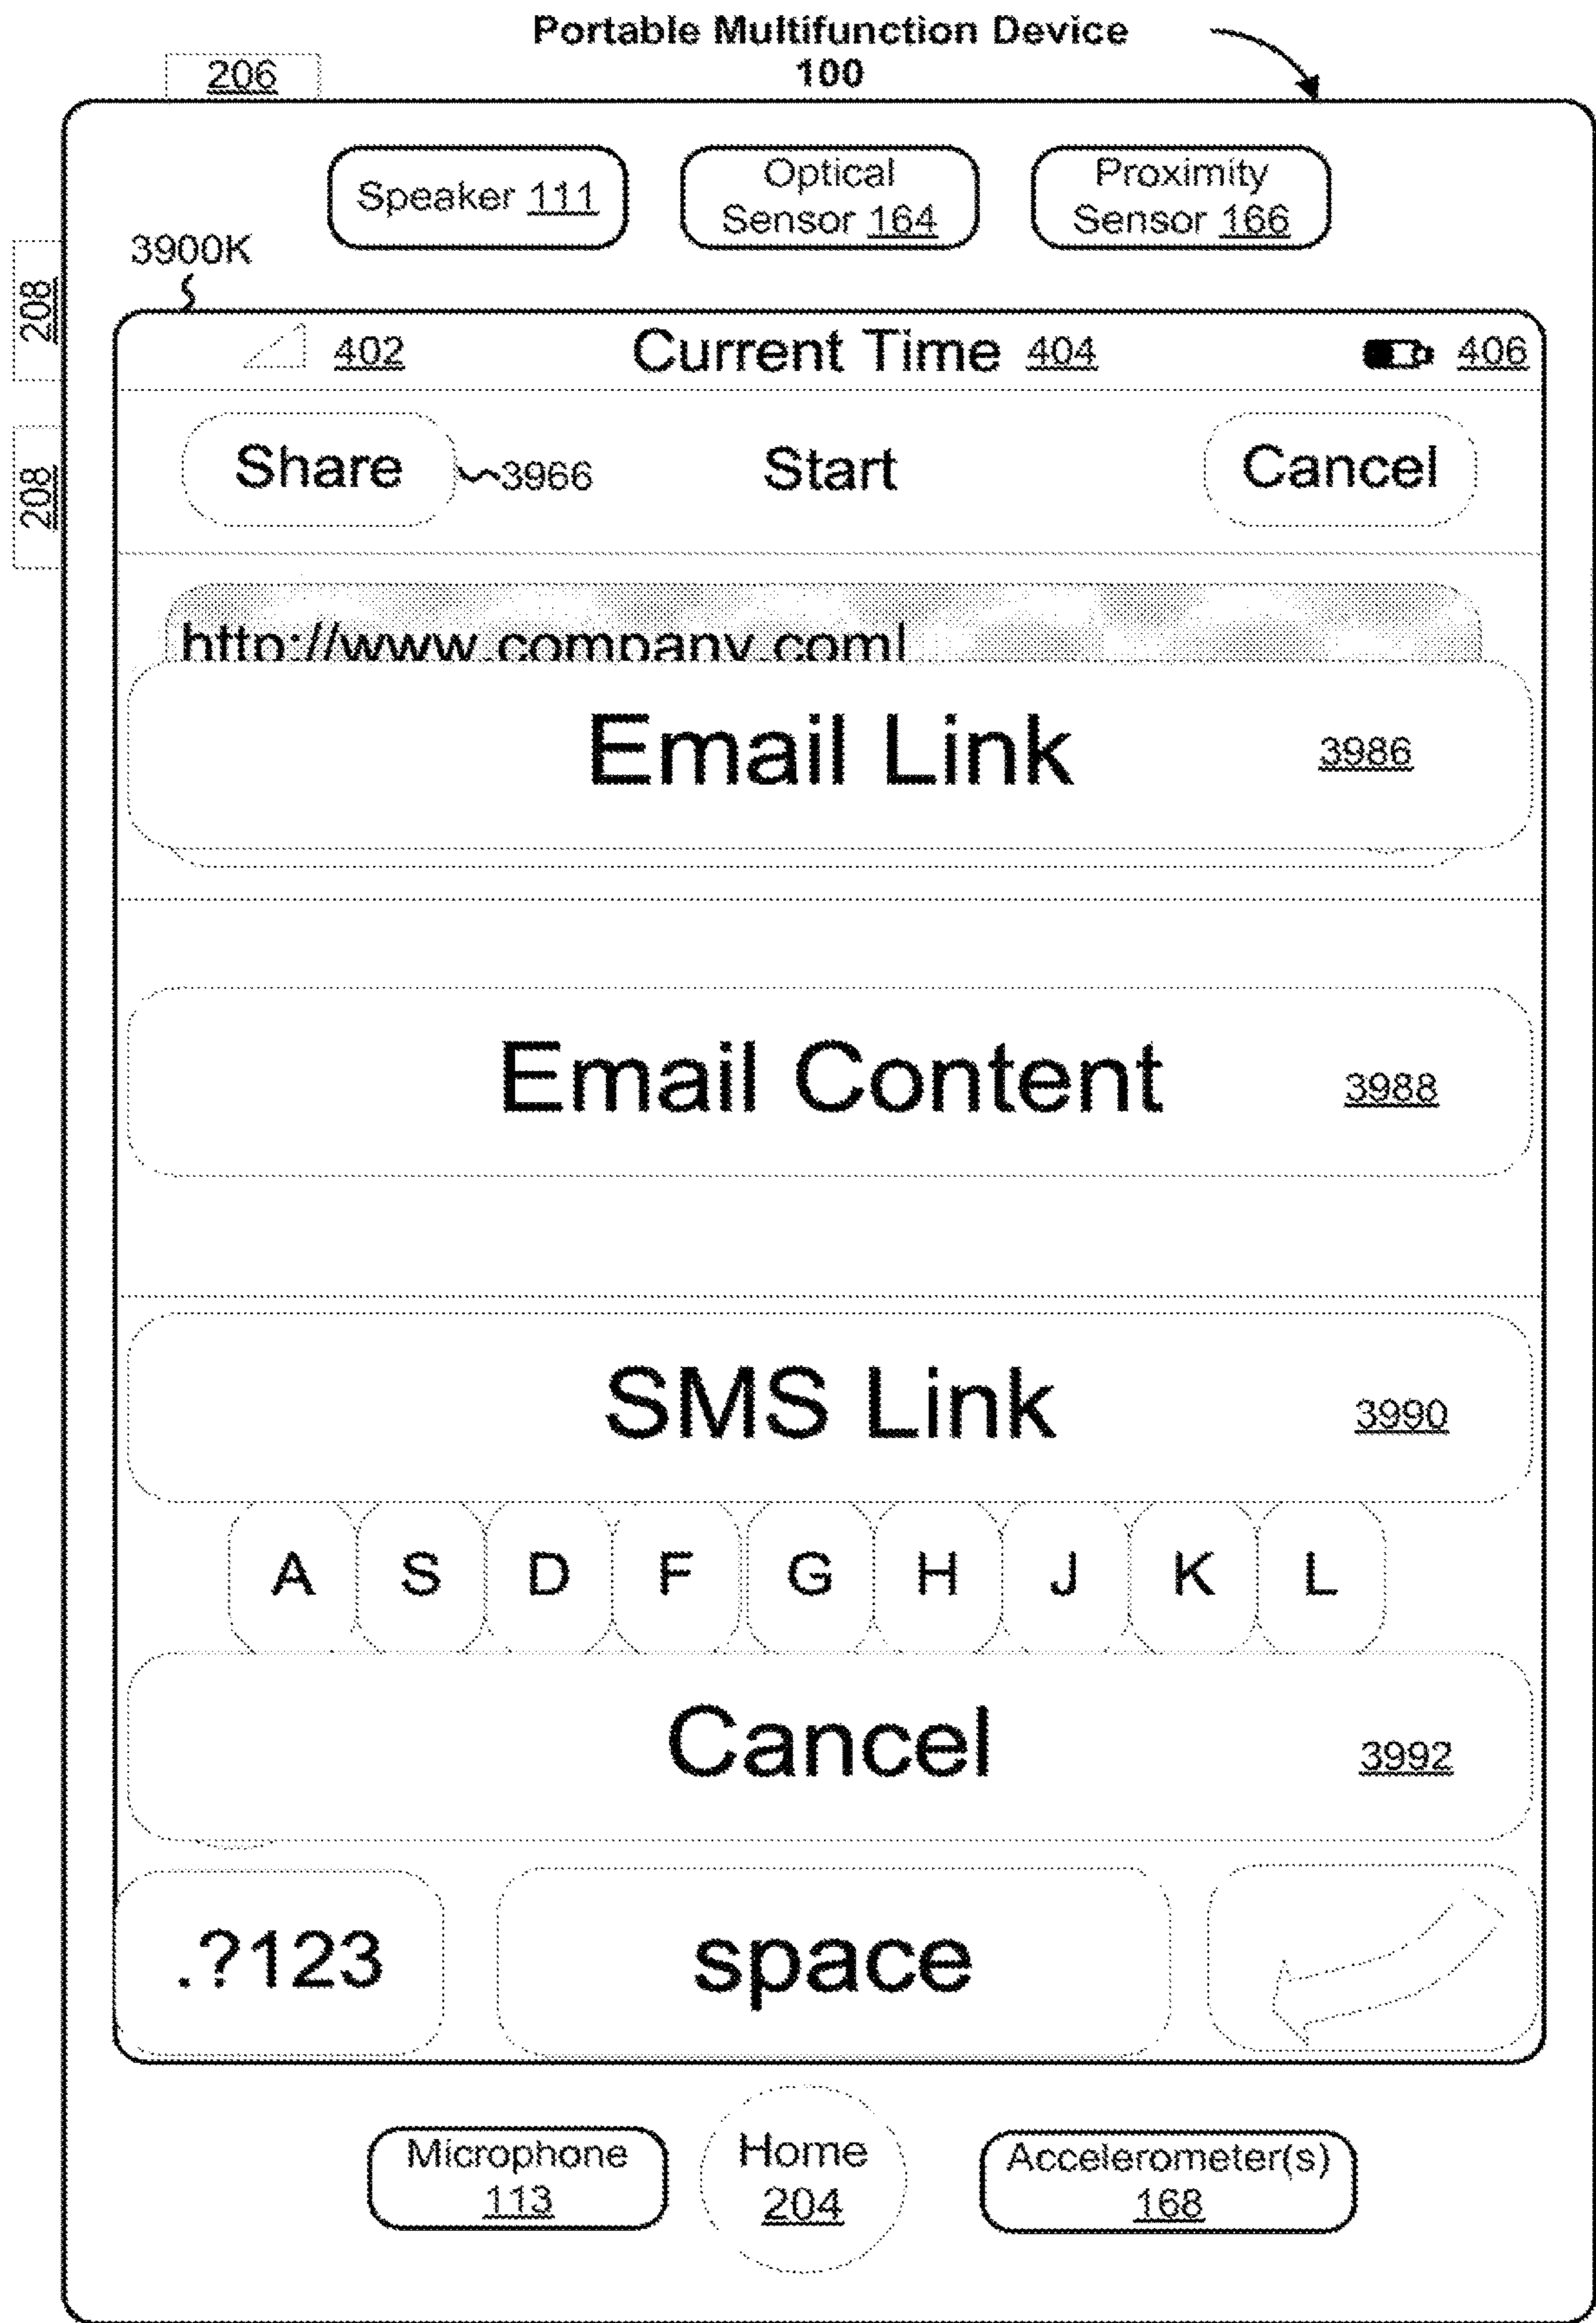 Portable Multifunction Device
100
206
Speaker 111
Optical
Sensor 164
Proximity
Sensor 166
3900K
208
208
402
Current Time 404
406
Share
3966
Start
Cancel
http://www.company.com
Email Link
3986
Email Content
3988
SMS Link
3990
A S D F G H J K L
Cancel
3992
.?123
space
Microphone
113
Home
204
Accelerometer(s)
168